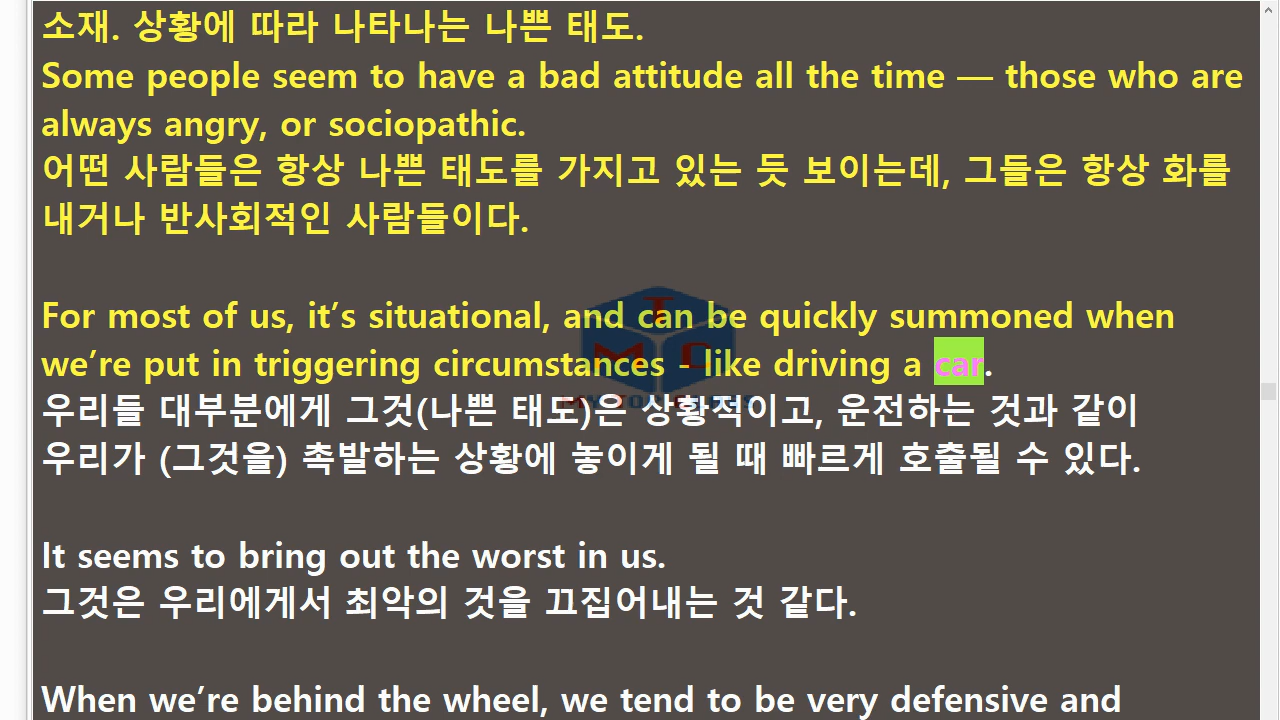 소재. 상황에 따라 나타나는 나쁜 태도.
Some people seem to have a bad attitude all the time — those who are
always angry, or sociopathic.
어떤 사람들은 항상 나쁜 태도를 가지고 있는 듯 보이는데, 그들은 항상 화를
내거나 반사회적인 사람들이다.
For most of us, it’s situational, and can be quickly summoned when
we’re put in triggering circumstances - like driving a car.
우리들 대부분에게 그것(나쁜 태도)은 상황적이고, 운전하는 것과 같이
우리가 (그것을) 촉발하는 상황에 놓이게 될 때 빠르게 호출될 수 있다.
It seems to bring out the worst in us.
그것은 우리에게서 최악의 것을 끄집어내는 것 같다.
When we’re behind the wheel, we tend to be very defensive and